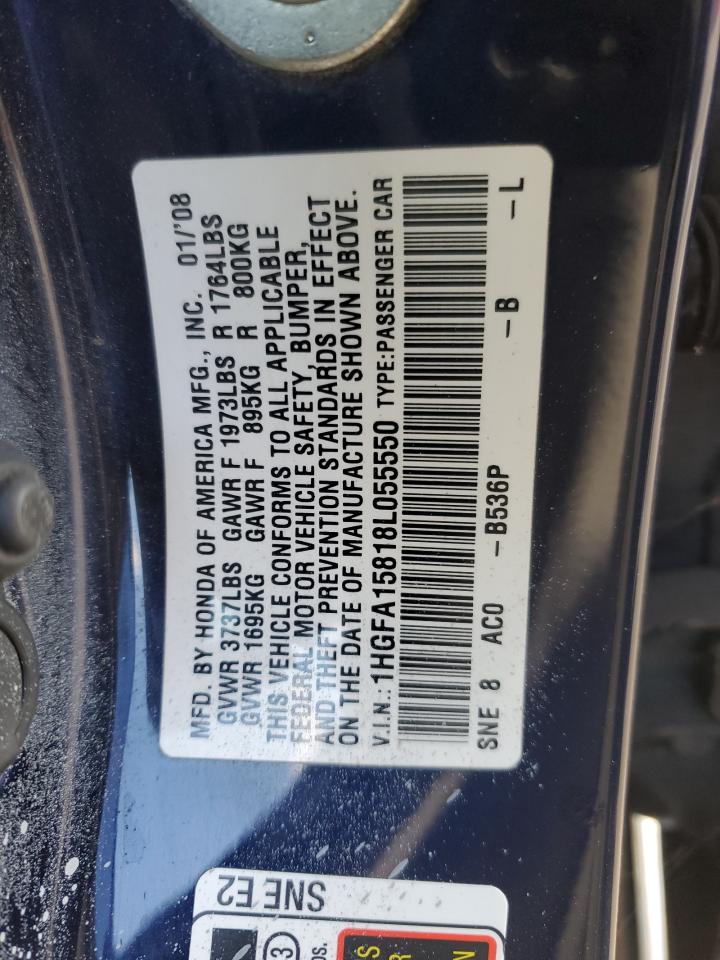 MFD. BY HONDA OF AMERICA MFG., INC. 01/'08
GVWR 3737LBS GAWR F 1973LBS R 1764LBS
GVWR 1695KG GAWR F 895KG R 800KG
THIS VEHICLE CONFORMS TO ALL APPLICABLE
FEDERAL MOTOR VEHICLE SAFETY, BUMPER,
AND THEFT PREVENTION STANDARDS IN EFFECT
ON THE DATE OF MANUFACTURE SHOWN ABOVE.
V.I.N.: 1HGFA15818L055550 TYPE:PASSENGER CAR
SNE 8 AC0 -B536P -B -L
SNE E2
3